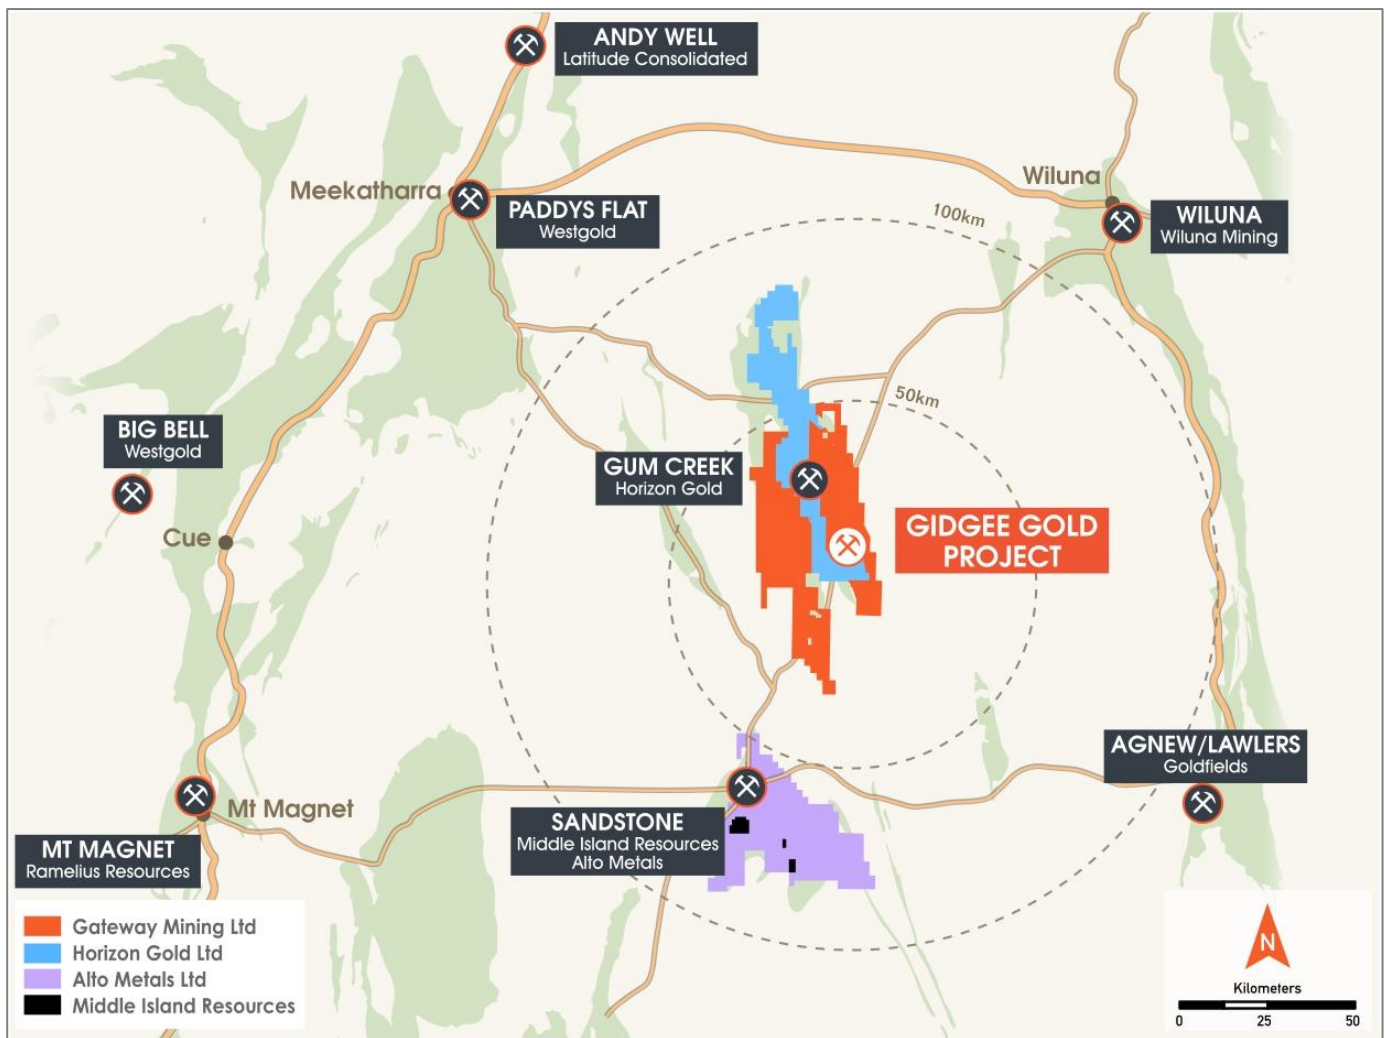 ANDY WELL
Latitude Consolidated
Meekatharra
PADDYS FLAT
Westgold
Wiluna
WILUNA
Wiluna Mining
100km
50km
BIG BELL
Westgold
Cue
GUM CREEK
Horizon Gold
GIDGEE GOLD
PROJECT
AGNEW/LAWLERS
Goldfields
Mt Magnet
MT MAGNET
Ramelius Resources
SANDSTONE
Middle Island Resources
Alto Metals
Gateway Mining Ltd
Horizon Gold Ltd
Alto Metals Ltd
Middle Island Resources
N
Kilometers
0 25 50